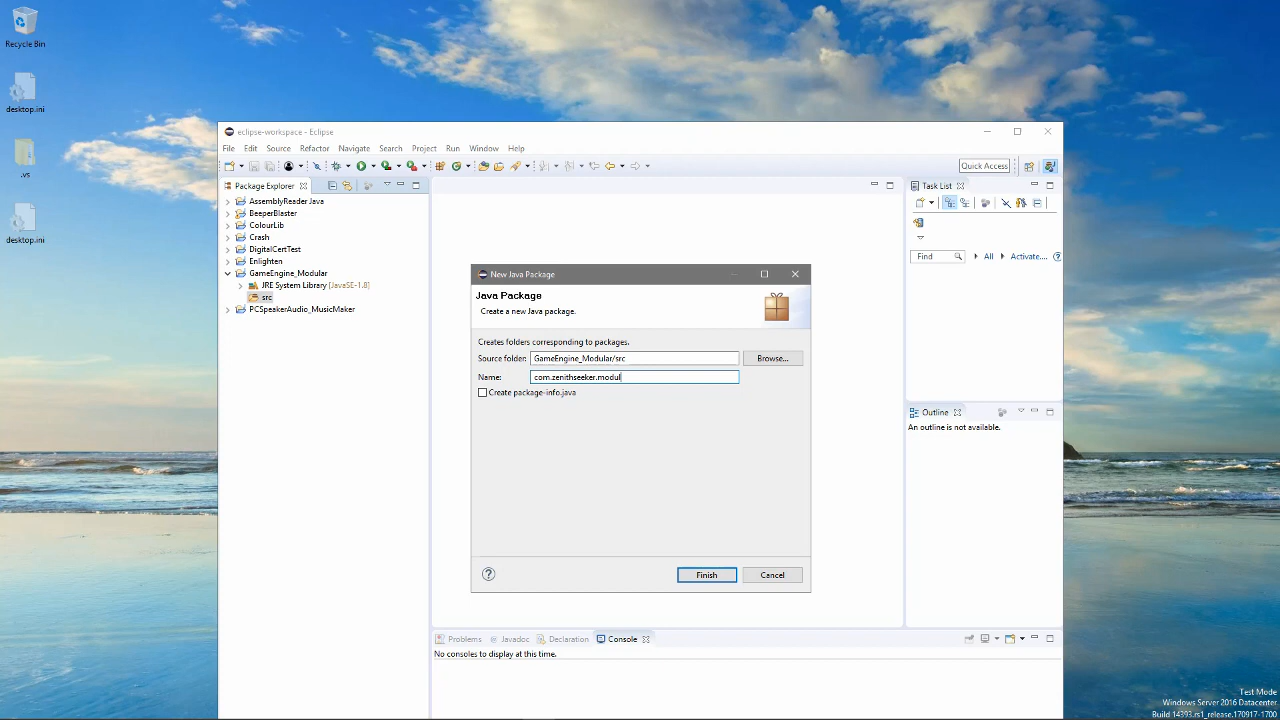 Recycle Bin
desktop.ini
.vs
desktop.ini
eclipse-workspace - Eclipse
File Edit Source Refactor Navigate Search Project Run Window Help
Quick Access
Package Explorer
AssemblyReader Java
BeeperBlaster
ColourLib
Crash
DigitalCertTest
Enlighten
GameEngine_Modular
JRE System Library [JavaSE-1.8]
src
PCSpeakerAudio_MusicMaker
New Java Package
Java Package
Create a new Java package.
Creates folders corresponding to packages.
Source folder: GameEngine_Modular/src Browse...
Name: com.zenithseeker.modul
Create package-info.java
? Finish Cancel
Task List
Find All Activate... ?
Outline
An outline is not available.
Problems Javadoc Declaration Console
No consoles to display at this time.
Test Mode
Windows Server 2016 Datacenter
Build 14393.rs1_release.170917-1700